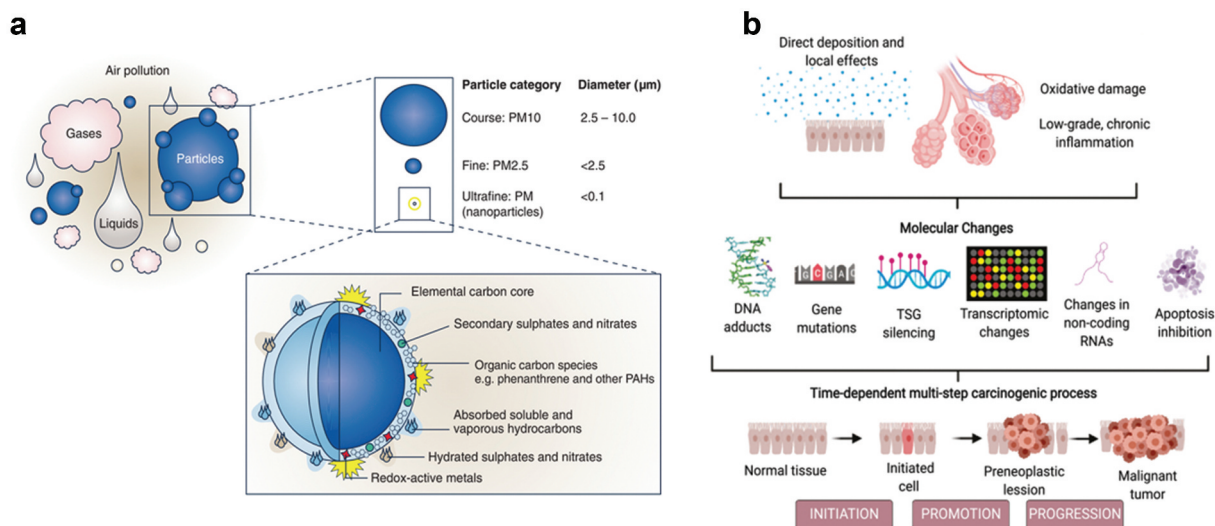 a
Air pollution
Gases
Particles
Liquids
Particle category Diameter (µm)
Course: PM10 2.5 – 10.0
Fine: PM2.5 <2.5
Ultrafine: PM <0.1
(nanoparticles)
Elemental carbon core
Secondary sulphates and nitrates
Organic carbon species
e.g. phenanthrene and other PAHs
Absorbed soluble and
vaporous hydrocarbons
Hydrated sulphates and nitrates
Redox-active metals
b
Direct deposition and
local effects
Oxidative damage
Low-grade, chronic
inflammation
Molecular Changes
G C G A C
DNA
adducts
Gene
mutations
TSG
silencing
Transcriptomic
changes
Changes in
non-coding
RNAs
Apoptosis
inhibition
Time-dependent multi-step carcinogenic process
Normal tissue
Initiated
cell
Preneoplastic
lession
Malignant
tumor
INITIATION PROMOTION PROGRESSION